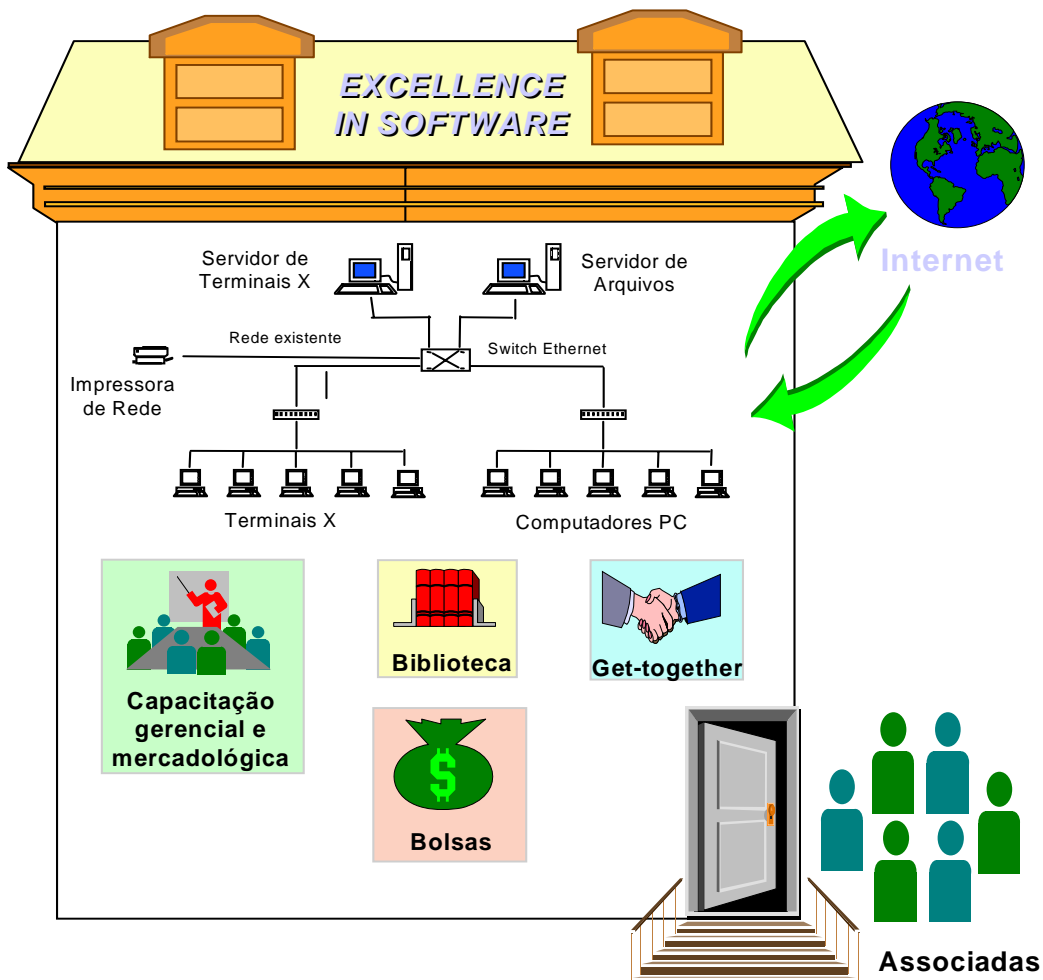 EXCELLENCE
IN SOFTWARE
Internet
Servidor de
Terminais X
Servidor de
Arquivos
Rede existente
Switch Ethernet
Impressora
de Rede
Terminais X
Computadores PC
Capacitação
gerencial e
mercadológica
Biblioteca
Get-together
$
Bolsas
Associadas